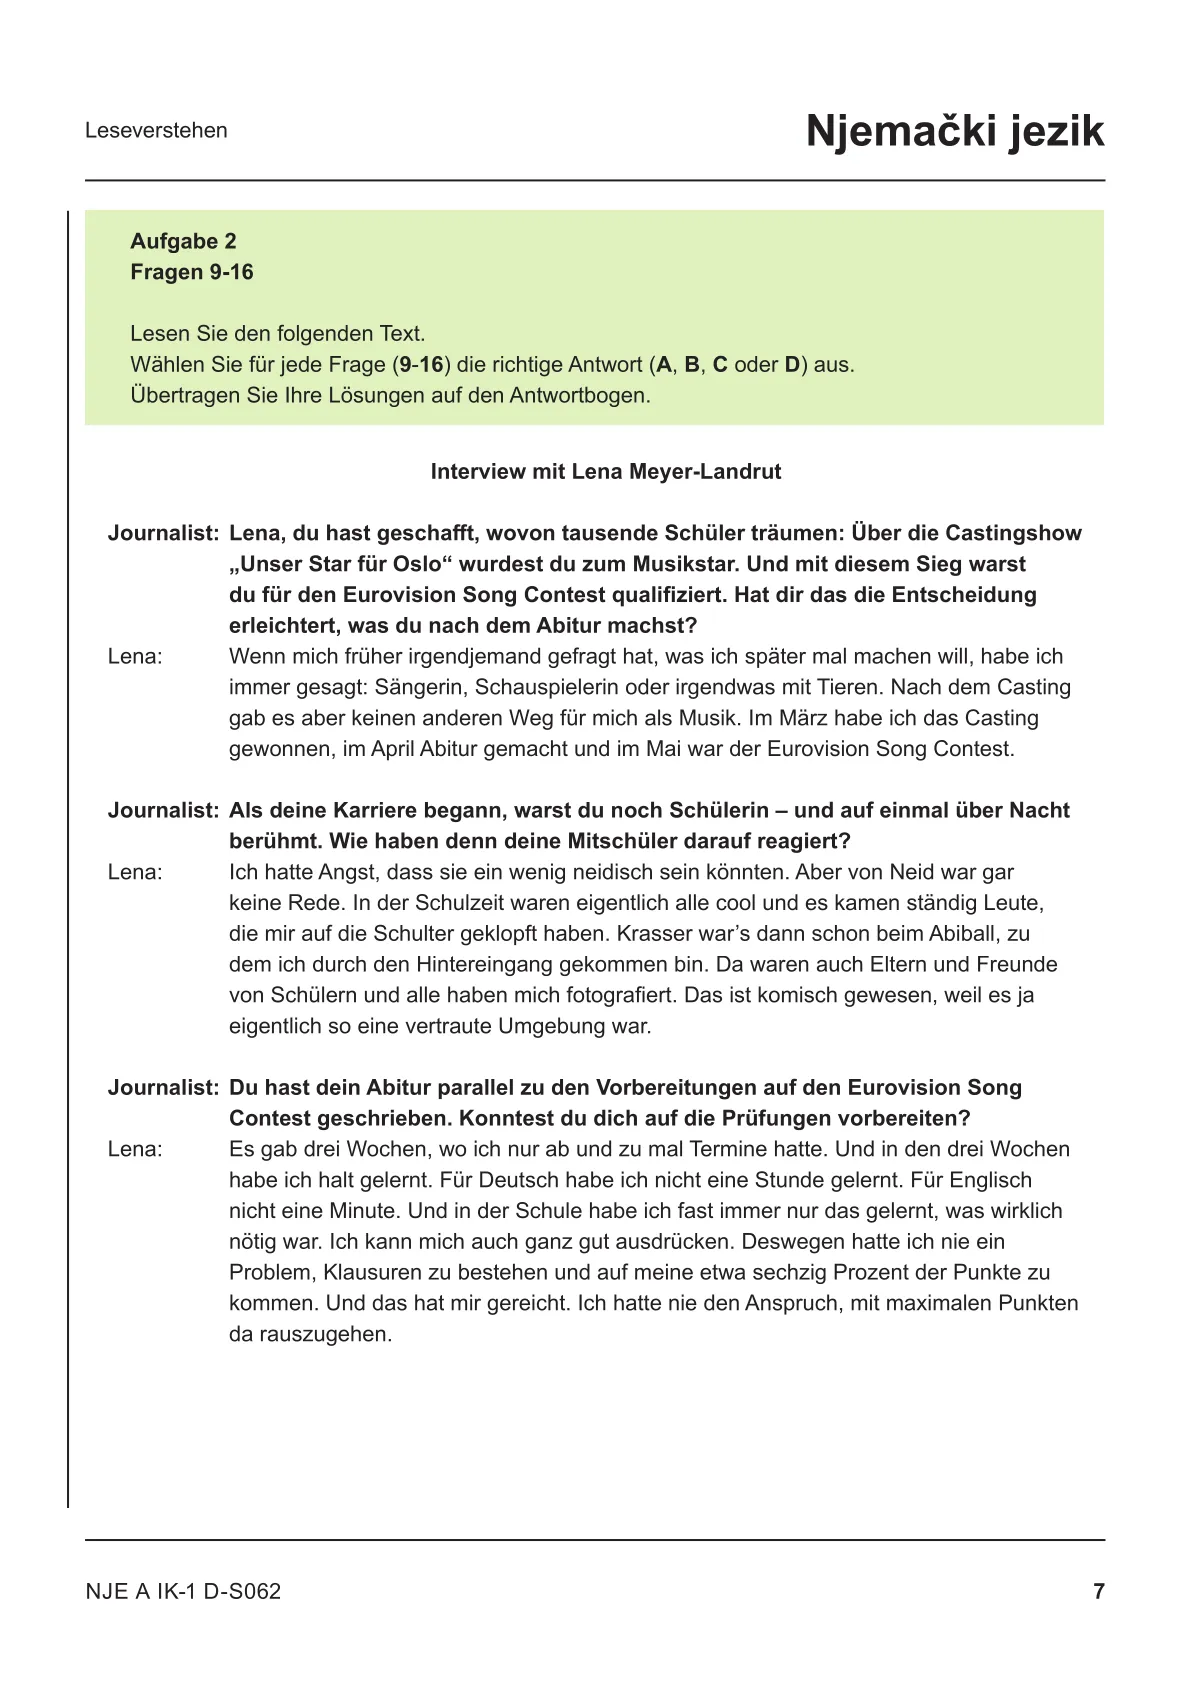 Leseverstehen
Njemački jezik
Aufgabe 2
Fragen 9-16
Lesen Sie den folgenden Text.
Wählen Sie für jede Frage (9-16) die richtige Antwort (A, B, C oder D) aus.
Übertragen Sie Ihre Lösungen auf den Antwortbogen.
Interview mit Lena Meyer-Landrut
Journalist: Lena, du hast geschafft, wovon tausende Schüler träumen: Über die Castingshow
„Unser Star für Oslo“ wurdest du zum Musikstar. Und mit diesem Sieg warst
du für den Eurovision Song Contest qualifiziert. Hat dir das die Entscheidung
erleichtert, was du nach dem Abitur machst?
Lena: Wenn mich früher irgendjemand gefragt hat, was ich später mal machen will, habe ich
immer gesagt: Sängerin, Schauspielerin oder irgendwas mit Tieren. Nach dem Casting
gab es aber keinen anderen Weg für mich als Musik. Im März habe ich das Casting
gewonnen, im April Abitur gemacht und im Mai war der Eurovision Song Contest.
Journalist: Als deine Karriere begann, warst du noch Schülerin – und auf einmal über Nacht
berühmt. Wie haben denn deine Mitschüler darauf reagiert?
Lena: Ich hatte Angst, dass sie ein wenig neidisch sein könnten. Aber von Neid war gar
keine Rede. In der Schulzeit waren eigentlich alle cool und es kamen ständig Leute,
die mir auf die Schulter geklopft haben. Krasser war’s dann schon beim Abiball, zu
dem ich durch den Hintereingang gekommen bin. Da waren auch Eltern und Freunde
von Schülern und alle haben mich fotografiert. Das ist komisch gewesen, weil es ja
eigentlich so eine vertraute Umgebung war.
Journalist: Du hast dein Abitur parallel zu den Vorbereitungen auf den Eurovision Song
Contest geschrieben. Konntest du dich auf die Prüfungen vorbereiten?
Lena: Es gab drei Wochen, wo ich nur ab und zu mal Termine hatte. Und in den drei Wochen
habe ich halt gelernt. Für Deutsch habe ich nicht eine Stunde gelernt. Für Englisch
nicht eine Minute. Und in der Schule habe ich fast immer nur das gelernt, was wirklich
nötig war. Ich kann mich auch ganz gut ausdrücken. Deswegen hatte ich nie ein
Problem, Klausuren zu bestehen und auf meine etwa sechzig Prozent der Punkte zu
kommen. Und das hat mir gereicht. Ich hatte nie den Anspruch, mit maximalen Punkten
da rauszugehen.
NJE A IK-1 D-S062
7